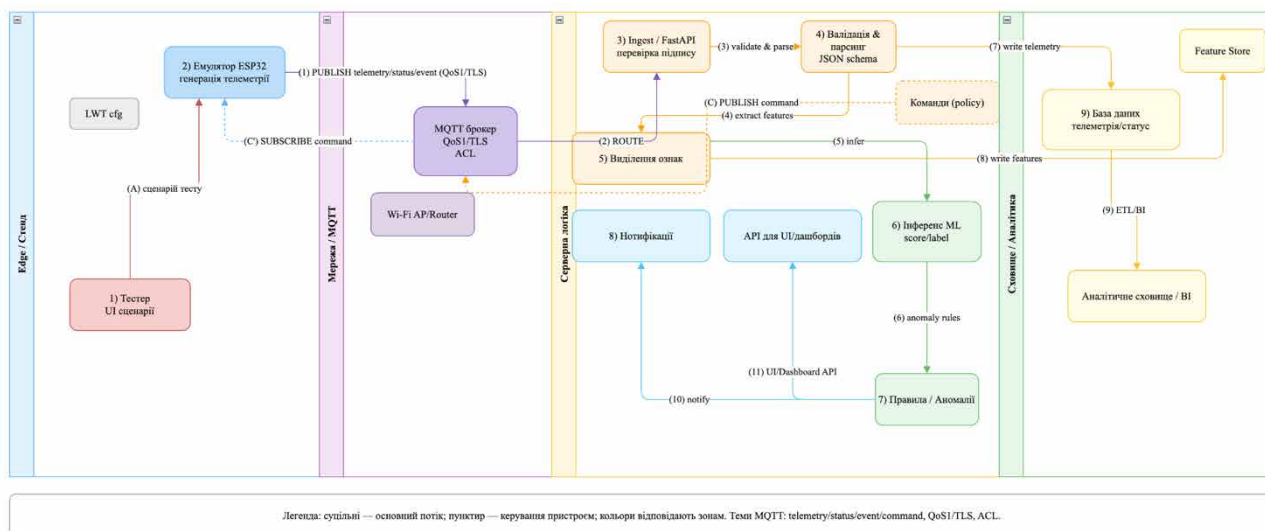 Edge / Стенд
LWT cfg
2) Емулятор ESP32
генерація телеметрії
(A) сценарій тесту
1) Тестер
UI сценарії
(1) PUBLISH telemetry/status/event (QoS1/TLS)
(C') SUBSCRIBE command
Мережа / MQTT
MQTT брокер
QoS1/TLS
ACL
Wi-Fi AP/Router
(2) ROUTE
Серверна логіка
3) Ingest / FastAPI
перевірка підпису
(3) validate & parse
4) Валідація &
парсинг
JSON schema
(C) PUBLISH command
Команди (policy)
(4) extract features
5) Виділення ознак
(5) infer
8) Нотифікації
API для UI/дашбордів
6) Інференс ML
score/label
(6) anomaly rules
(11) UI/Dashboard API
(10) notify
7) Правила / Аномалії
Сховище / Аналітика
(7) write telemetry
Feature Store
9) База даних
телеметрія/статус
(8) write features
(9) ETL/BI
Аналітичне сховище / BI
Легенда: суцільні — основний потік; пунктир — керування пристроєм; кольори відповідають зонам. Теми MQTT: telemetry/status/event/command, QoS1/TLS, ACL.